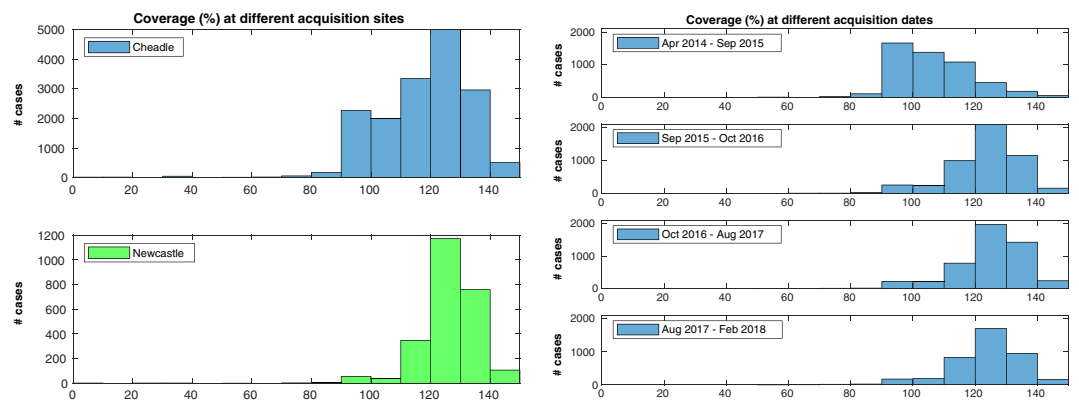 Coverage (%) at different acquisition sites
5000
4000
3000
2000
1000
0
# cases
Cheadle
0 20 40 60 80 100 120 140
1200
1000
800
600
400
200
0
# cases
Newcastle
0 20 40 60 80 100 120 140
Coverage (%) at different acquisition dates
2000
1000
0
# cases
Apr 2014 - Sep 2015
0 20 40 60 80 100 120 140
2000
1000
0
# cases
Sep 2015 - Oct 2016
0 20 40 60 80 100 120 140
2000
1000
0
# cases
Oct 2016 - Aug 2017
0 20 40 60 80 100 120 140
2000
1000
0
# cases
Aug 2017 - Feb 2018
0 20 40 60 80 100 120 140